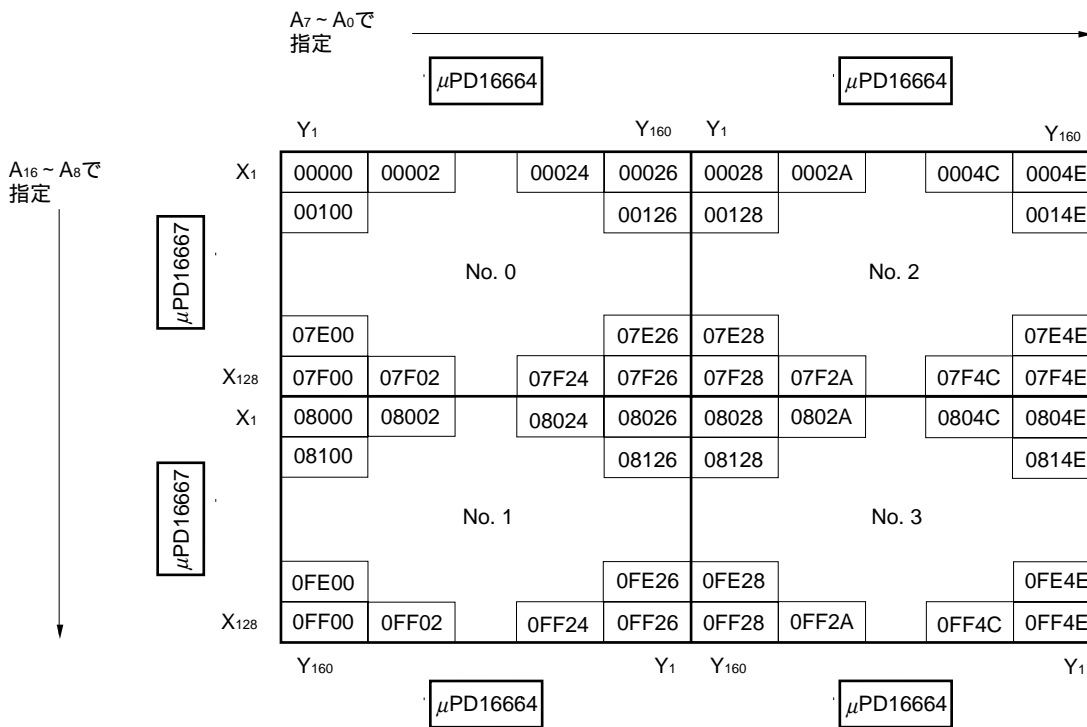 A7 ~ A0で
指定
μPD16664 μPD16664
Y1 Y160 Y1 Y160
A16 ~ A8で
指定
X1 00000 00002 00024 00026 00028 0002A 0004C 0004E
00100 00126 00128 0014E
μPD16667
No. 0 No. 2
07E00 07E26 07E28 07E4E
X128 07F00 07F02 07F24 07F26 07F28 07F2A 07F4C 07F4E
X1 08000 08002 08024 08026 08028 0802A 0804C 0804E
08100 08126 08128 0814E
μPD16667
No. 1 No. 3
0FE00 0FE26 0FE28 0FE4E
X128 0FF00 0FF02 0FF24 0FF26 0FF28 0FF2A 0FF4C 0FF4E
Y160 Y1 Y160 Y1
μPD16664 μPD16664